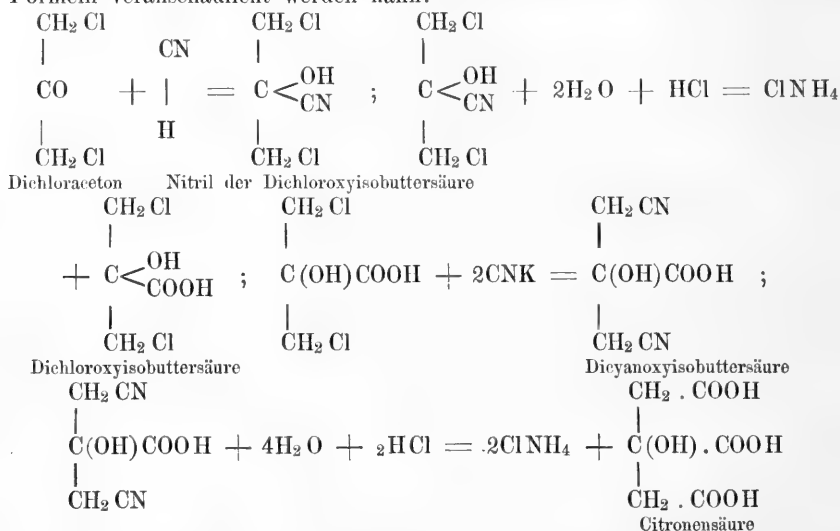 Formeln veranschaulicht werden kann:
CH₂ Cl CH₂ Cl CH₂ Cl
| CN | |
CO + | = C<OH CN ; C<OH CN + 2H₂O + HCl = ClNH₄
| H | |
CH₂ Cl CH₂ Cl CH₂ Cl
Dichloraceton Nitril der Dichloroxyisobuttersäure
CH₂ Cl CH₂ Cl CH₂ CN
| | |
+ C<OH COOH ; C(OH)COOH + 2CNK = C(OH)COOH ;
| | |
CH₂ Cl CH₂ Cl CH₂ CN
Dichloroxyisobuttersäure Dicyanoxyisobuttersäure
CH₂ CN CH₂ . COOH
| |
C(OH)COOH + 4H₂O + ₂HCl = .2ClNH₄ + C(OH) . COOH
| |
CH₂ CN CH₂ . COOH
Citronensäure